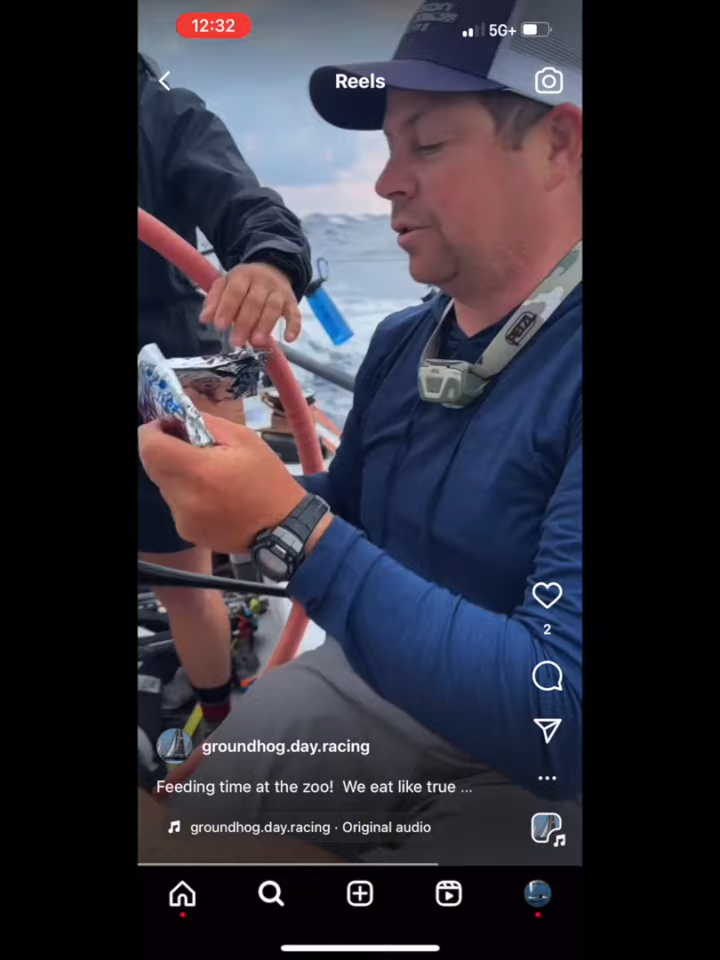 12:32
5G+
Reels
PETZL
2
groundhog.day.racing
Feeding time at the zoo! We eat like true ...
groundhog.day.racing · Original audio